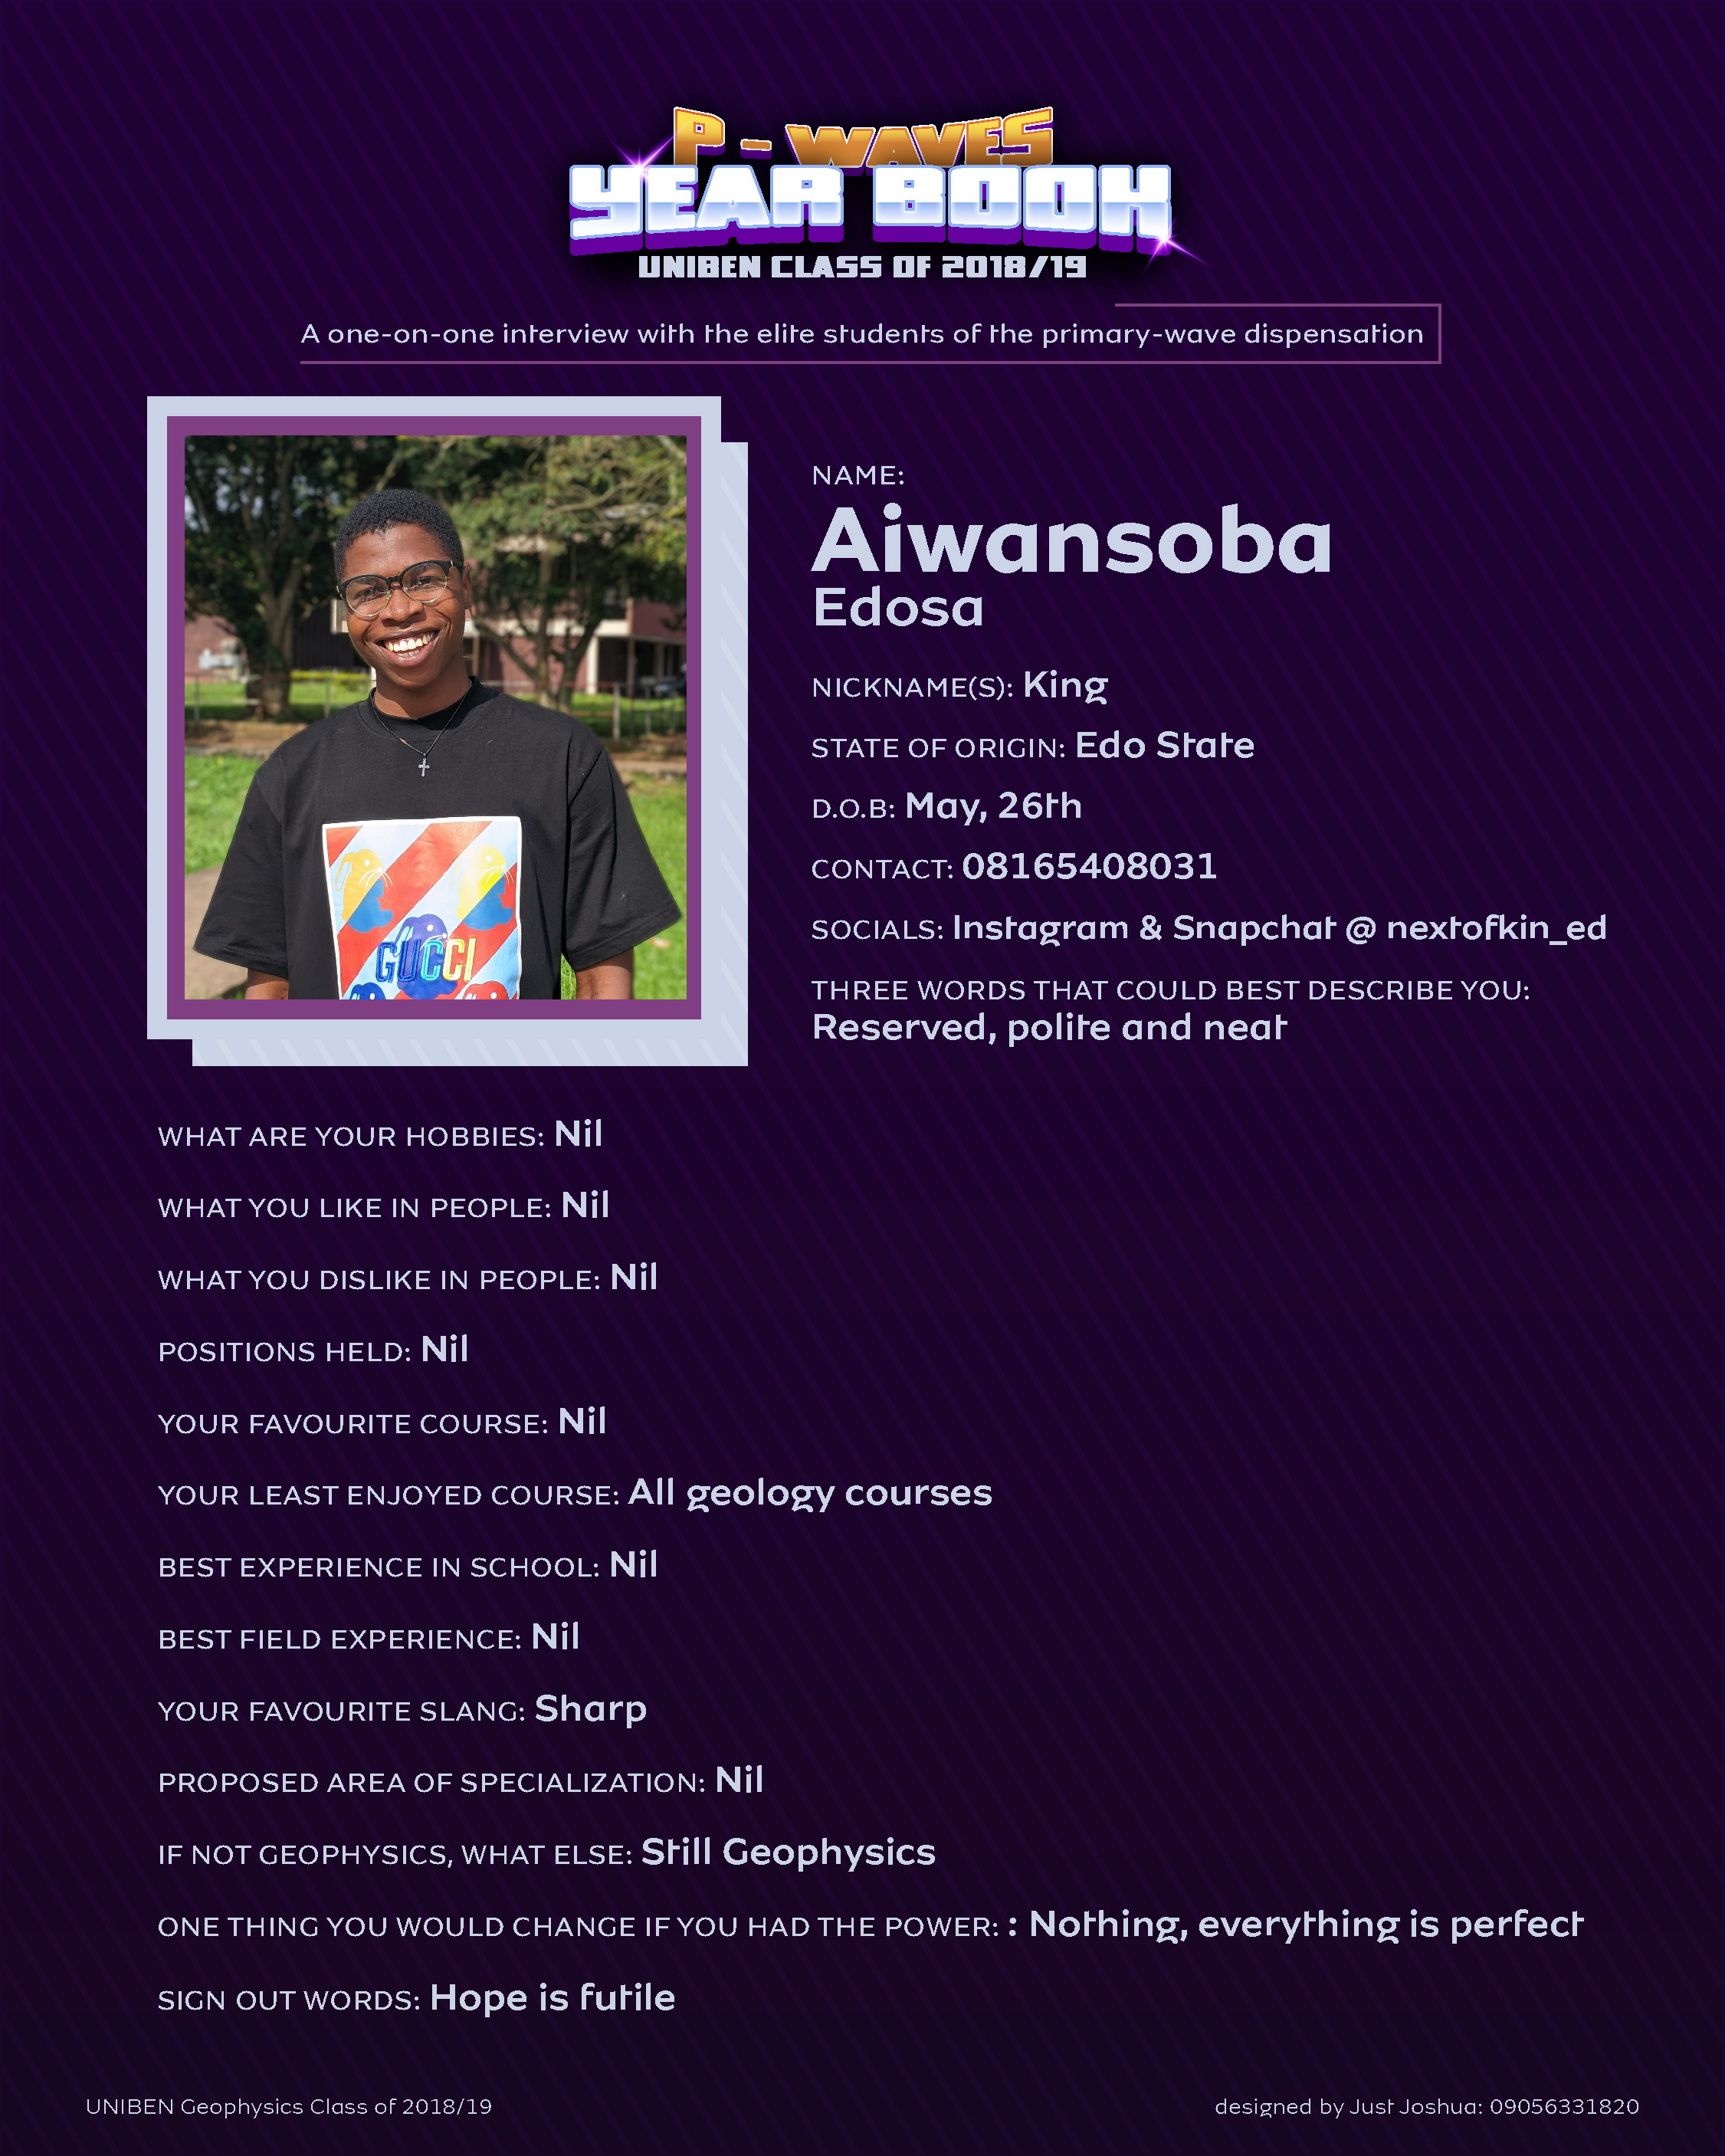 P - WAVES
YEAR BOOK
UNIBEN CLASS OF 2018/19
A one-on-one interview with the elite students of the primary-wave dispensation
NAME:
Aiwansoba
Edosa
NICKNAME(S): King
STATE OF ORIGIN: Edo State
D.O.B: May, 26th
CONTACT: 08165408031
SOCIALS: Instagram & Snapchat @ nextofkin_ed
THREE WORDS THAT COULD BEST DESCRIBE YOU:
Reserved, polite and neat
GUCCI
WHAT ARE YOUR HOBBIES: Nil
WHAT YOU LIKE IN PEOPLE: Nil
WHAT YOU DISLIKE IN PEOPLE: Nil
POSITIONS HELD: Nil
YOUR FAVOURITE COURSE: Nil
YOUR LEAST ENJOYED COURSE: All geology courses
BEST EXPERIENCE IN SCHOOL: Nil
BEST FIELD EXPERIENCE: Nil
YOUR FAVOURITE SLANG: Sharp
PROPOSED AREA OF SPECIALIZATION: Nil
IF NOT GEOPHYSICS, WHAT ELSE: Still Geophysics
ONE THING YOU WOULD CHANGE IF YOU HAD THE POWER: : Nothing, everything is perfect
SIGN OUT WORDS: Hope is futile
UNIBEN Geophysics Class of 2018/19
designed by Just Joshua: 09056331820